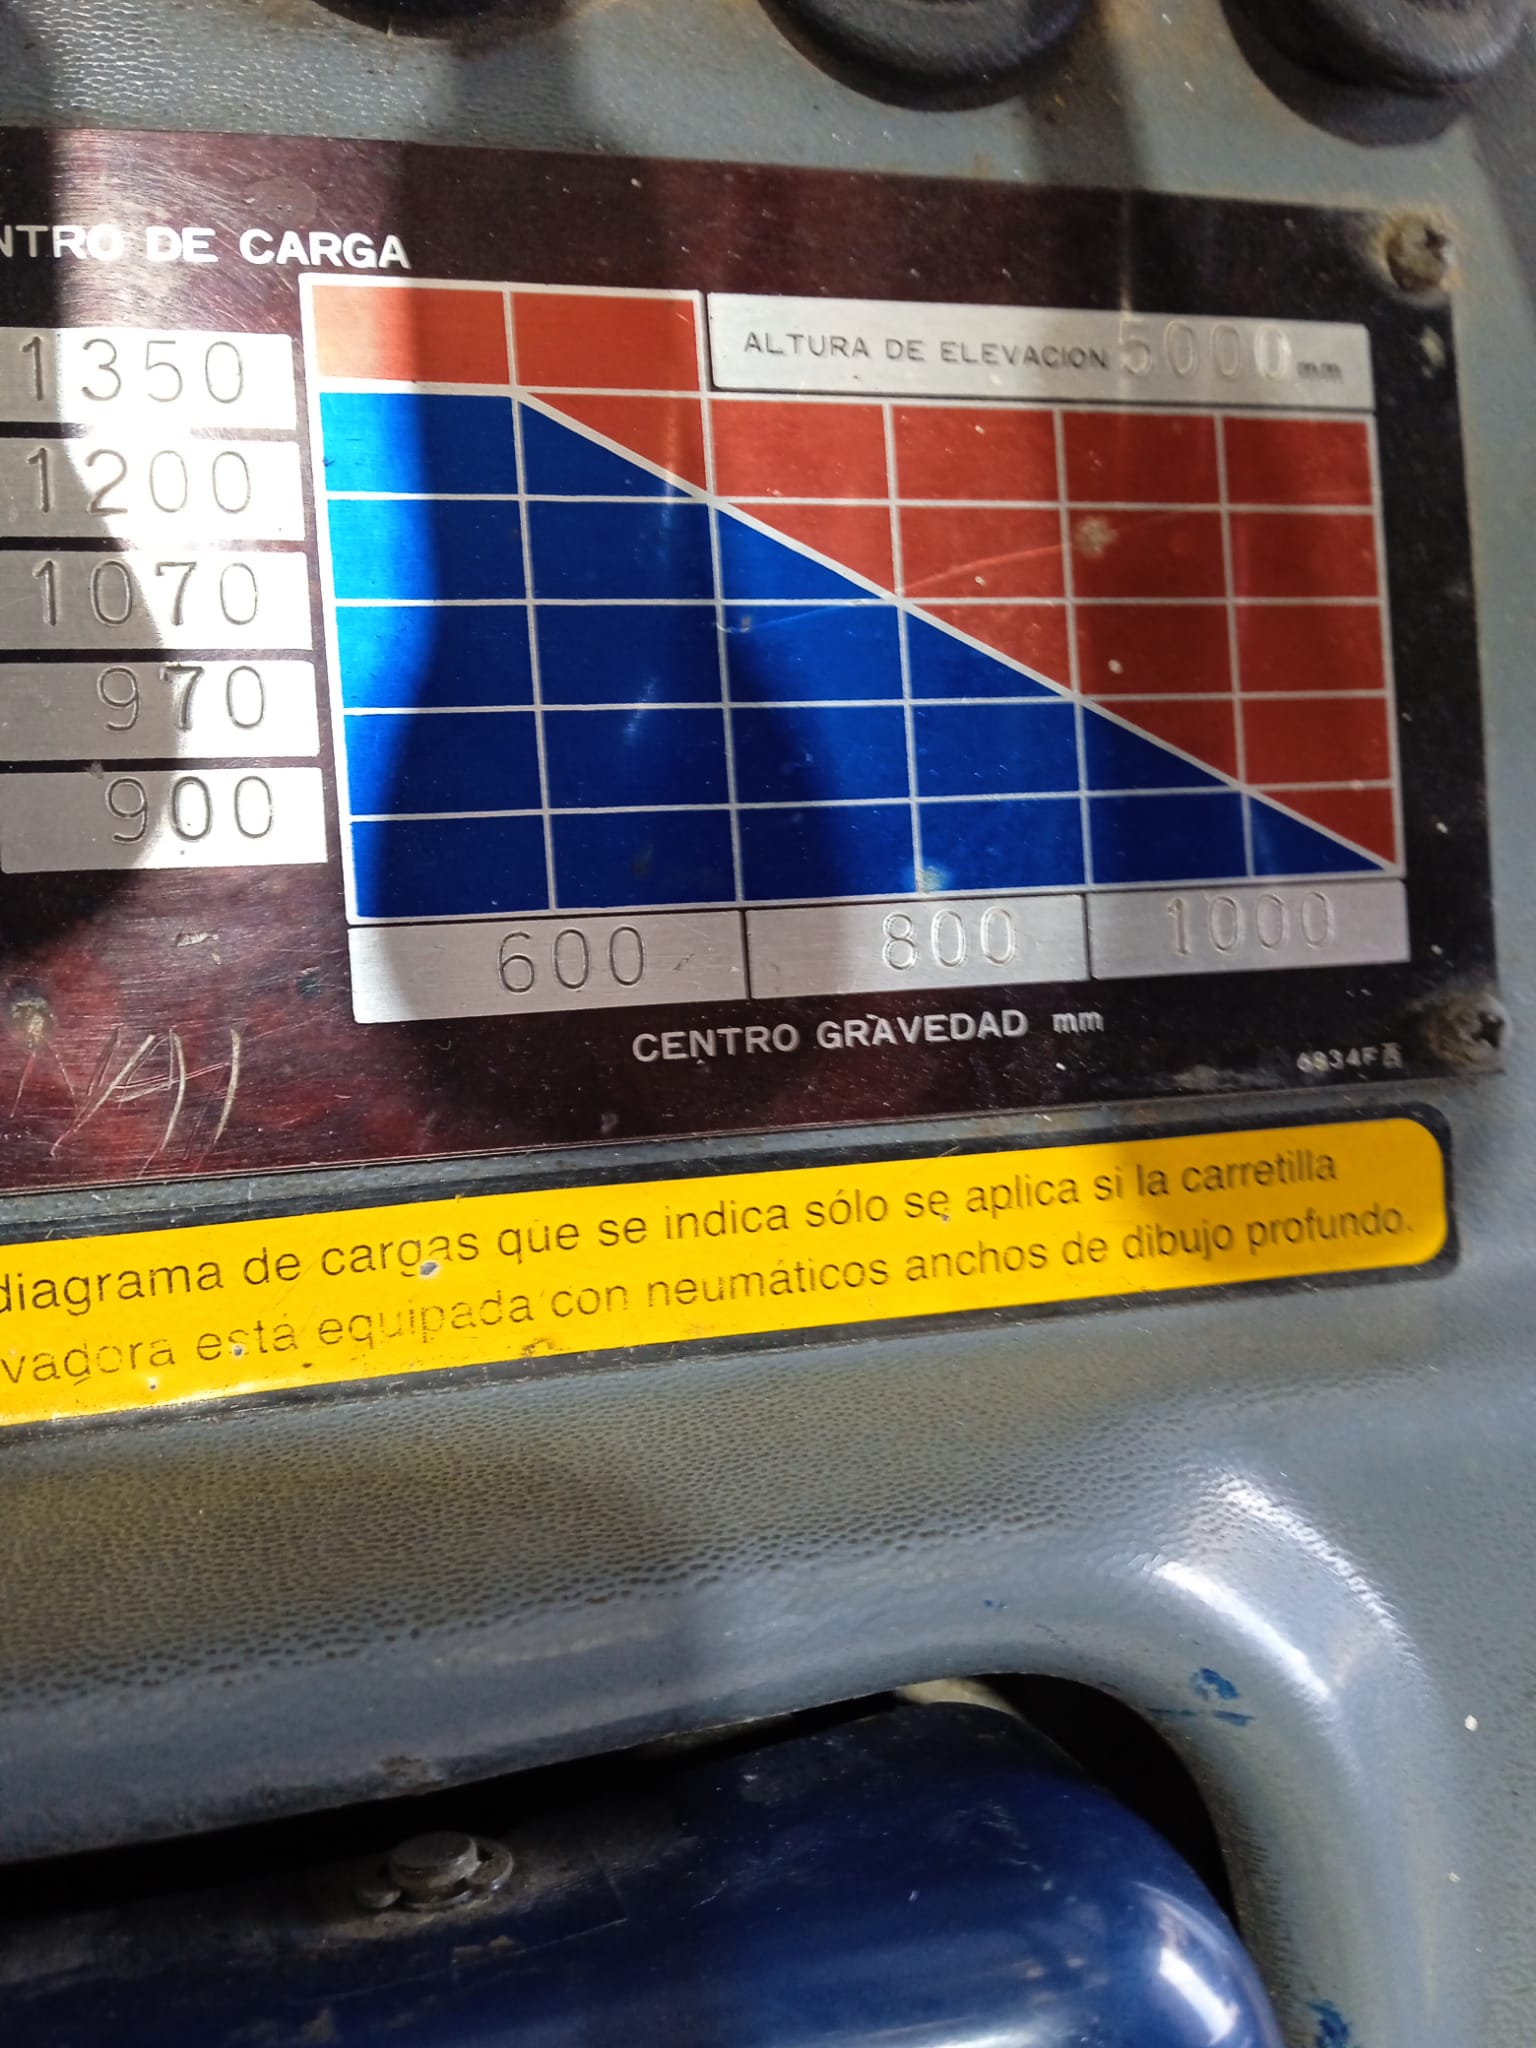 NTRO DE CARGA
1350
ALTURA DE ELEVACION 5000 mm
1200
1070
970
900
600
800
1000
CENTRO GRAVEDAD mm
diagrama de cargas que se indica sólo se aplica si la carretilla
vadora está equipada con neumáticos anchos de dibujo profundo.